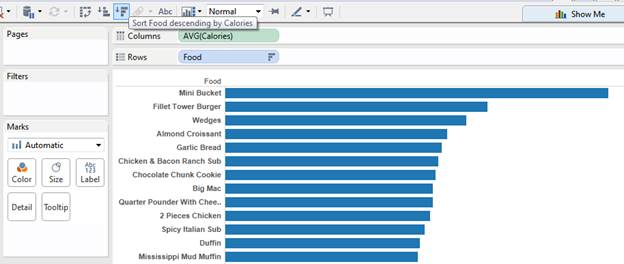 Abc
Normal
Show Me
Sort Food descending by Calories
Pages
Columns
AVG(Calories)
Rows
Food
Filters
Food
Mini Bucket
Fillet Tower Burger
Wedges
Marks
Automatic
Almond Croissant
Garlic Bread
Chicken & Bacon Ranch Sub
Abc
123
Color
Size
Label
Chocolate Chunk Cookie
Big Mac
Quarter Pounder With Chee..
Detail
Tooltip
2 Pieces Chicken
Spicy Italian Sub
Duffin
Mississippi Mud Muffin